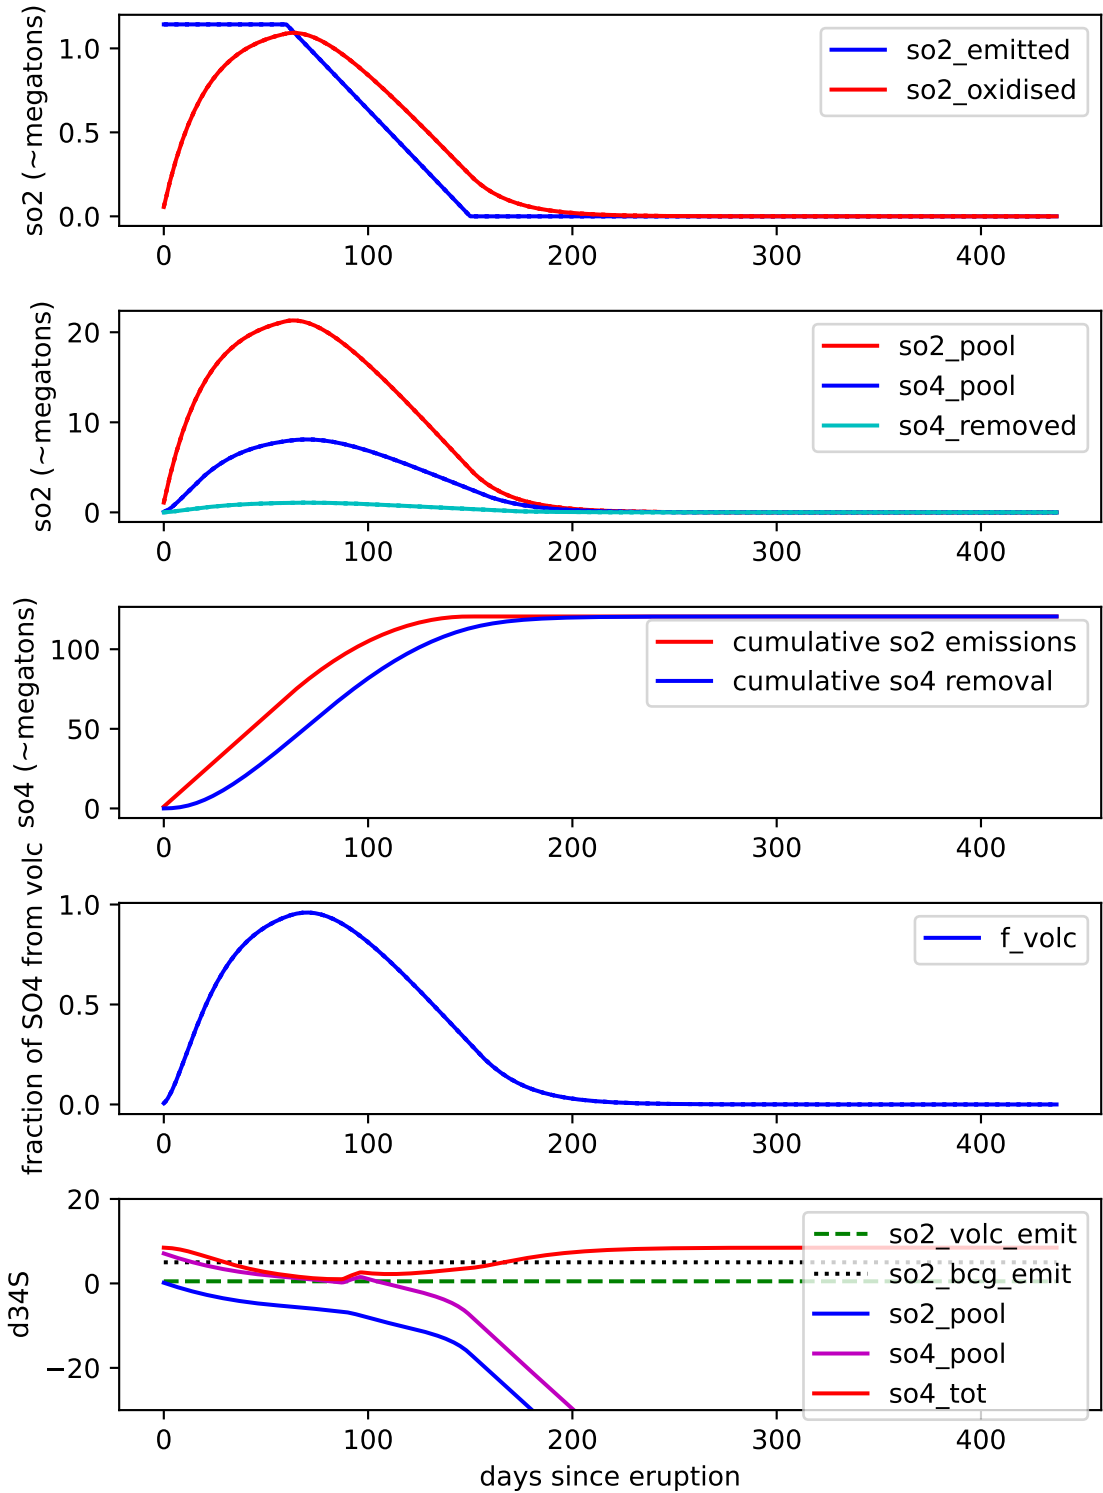 so2 (~megatons)
1.0
0.5
0.0
so2_emitted
so2_oxidised
0 100 200 300 400
so2 (~megatons)
20
10
0
so2_pool
so4_pool
so4_removed
0 100 200 300 400
so4 (~megatons)
100
50
0
cumulative so2 emissions
cumulative so4 removal
0 100 200 300 400
fraction of SO4 from volc
1.0
0.5
0.0
f_volc
0 100 200 300 400
d34S
20
0
−20
so2_volc_emit
so2_bcg_emit
so2_pool
so4_pool
so4_tot
0 100 200 300 400
days since eruption